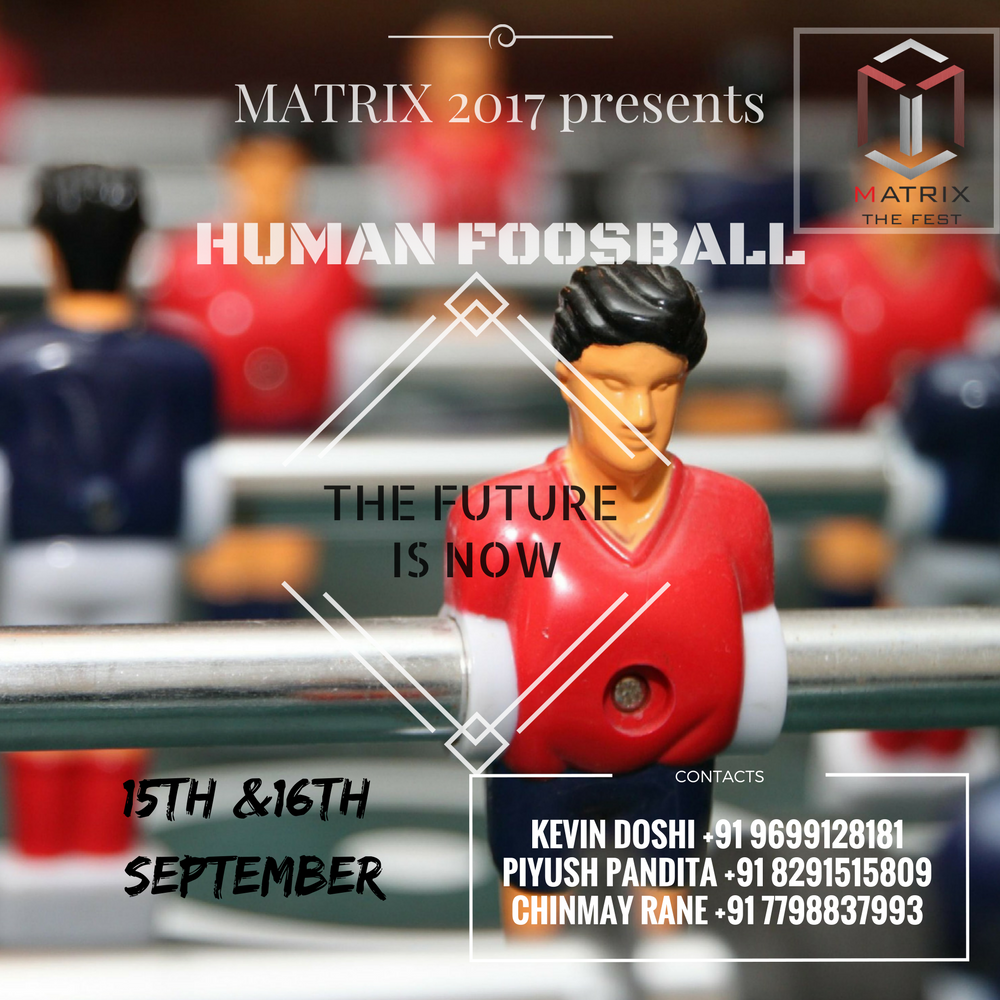 MATRIX 2017 presents
MATRIX
THE FEST
HUMAN FOOSBALL
THE FUTURE
IS NOW
15TH &16TH
SEPTEMBER
CONTACTS
KEVIN DOSHI +91 9699128181
PIYUSH PANDITA +91 8291515809
CHINMAY RANE +91 7798837993